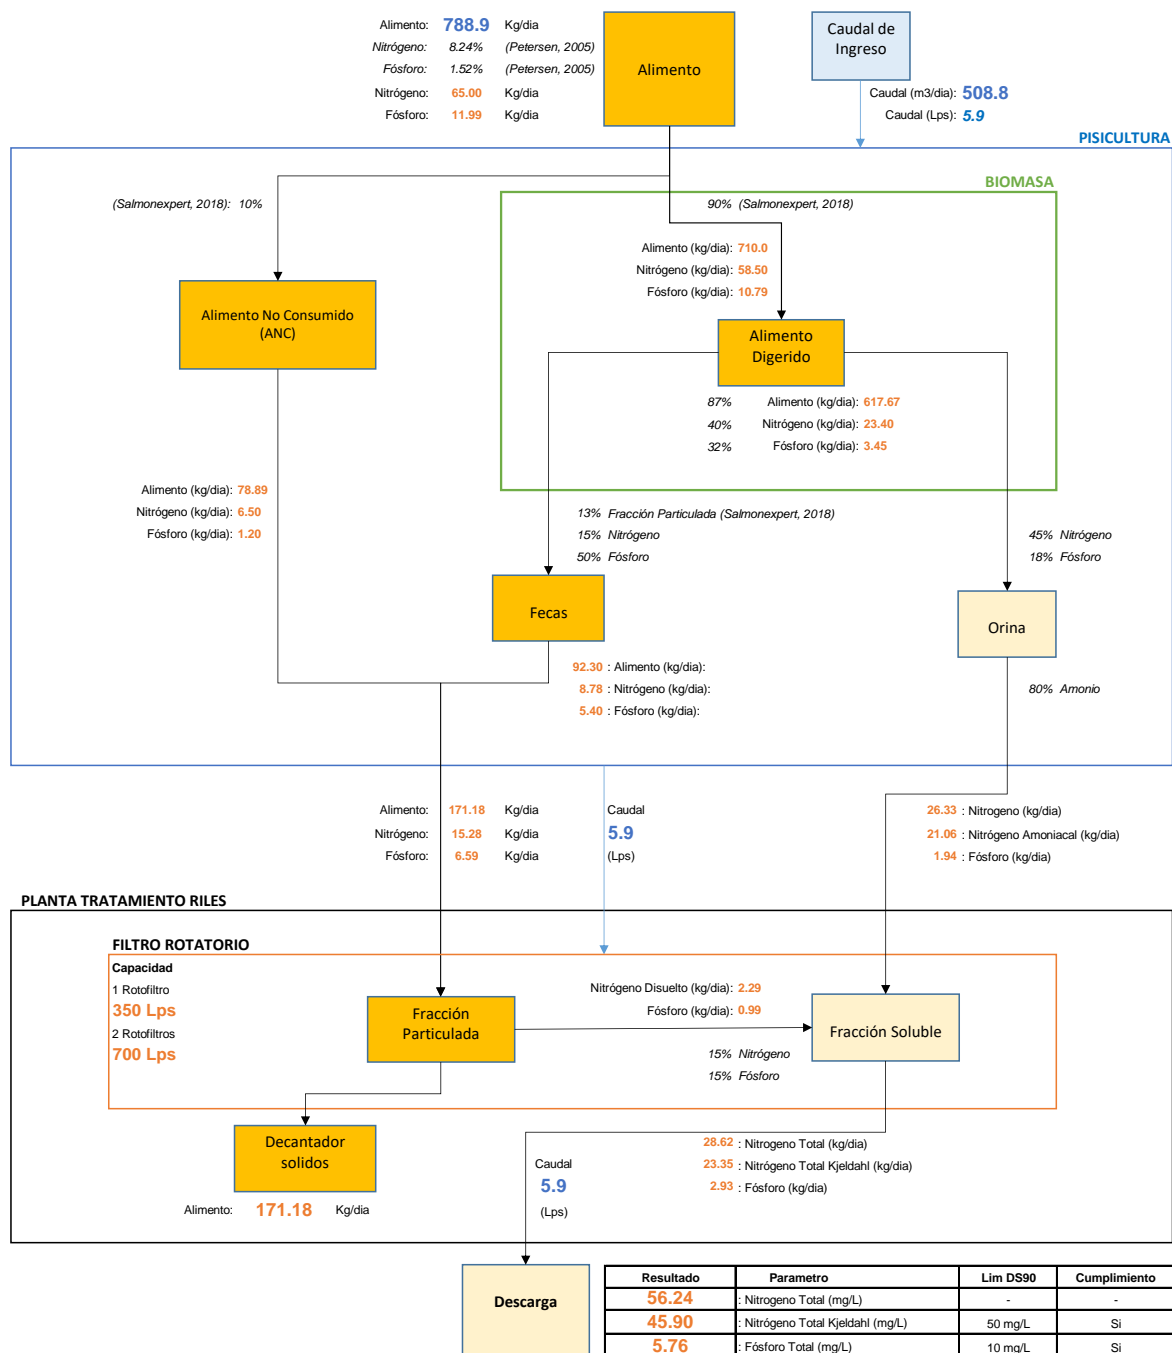 Alimento: 788.9 Kg/dia
Nitrógeno: 8.24% (Petersen, 2005)
Fósforo: 1.52% (Petersen, 2005)
Nitrógeno: 65.00 Kg/dia
Fósforo: 11.99 Kg/dia
Alimento
Caudal de
Ingreso
Caudal (m3/dia): 508.8
Caudal (Lps): 5.9
PISICULTURA
BIOMASA
(Salmonexpert, 2018): 10%
90% (Salmonexpert, 2018)
Alimento (kg/dia): 710.0
Nitrógeno (kg/dia): 58.50
Fósforo (kg/dia): 10.79
Alimento No Consumido
(ANC)
Alimento
Digerido
87% Alimento (kg/dia): 617.67
40% Nitrógeno (kg/dia): 23.40
32% Fósforo (kg/dia): 3.45
Alimento (kg/dia): 78.89
Nitrógeno (kg/dia): 6.50
Fósforo (kg/dia): 1.20
13% Fracción Particulada (Salmonexpert, 2018)
15% Nitrógeno
50% Fósforo
45% Nitrógeno
18% Fósforo
Fecas
Orina
92.30 : Alimento (kg/dia):
8.78 : Nitrógeno (kg/dia):
5.40 : Fósforo (kg/dia):
80% Amonio
Alimento: 171.18 Kg/dia
Nitrógeno: 15.28 Kg/dia
Fósforo: 6.59 Kg/dia
Caudal
5.9
(Lps)
26.33 : Nitrogeno (kg/dia)
21.06 : Nitrógeno Amoniacal (kg/dia)
1.94 : Fósforo (kg/dia)
PLANTA TRATAMIENTO RILES
FILTRO ROTATORIO
Capacidad
1 Rotofiltro
350 Lps
2 Rotofiltros
700 Lps
Fracción
Particulada
Nitrógeno Disuelto (kg/dia): 2.29
Fósforo (kg/dia): 0.99
15% Nitrógeno
15% Fósforo
Fracción Soluble
Decantador
solidos
Alimento: 171.18 Kg/dia
Caudal
5.9
(Lps)
28.62 : Nitrogeno Total (kg/dia)
23.35 : Nitrógeno Total Kjeldahl (kg/dia)
2.93 : Fósforo (kg/dia)
Descarga
Resultado Parametro Lim DS90 Cumplimiento
56.24 : Nitrogeno Total (mg/L) - -
45.90 : Nitrógeno Total Kjeldahl (mg/L) 50 mg/L Si
5.76 : Fósforo Total (mg/L) 10 mg/L Si